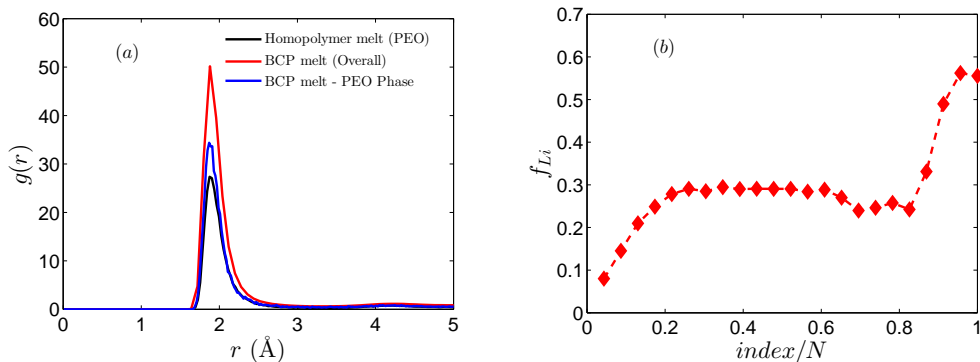 60
50
40
30
20
10
0
0 1 2 3 4 5
g(r)
r (Å)
(a)
Homopolymer melt (PEO)
BCP melt (Overall)
BCP melt - PEO Phase
0.7
0.6
0.5
0.4
0.3
0.2
0.1
0
0 0.2 0.4 0.6 0.8 1
f_{Li}
index/N
(b)